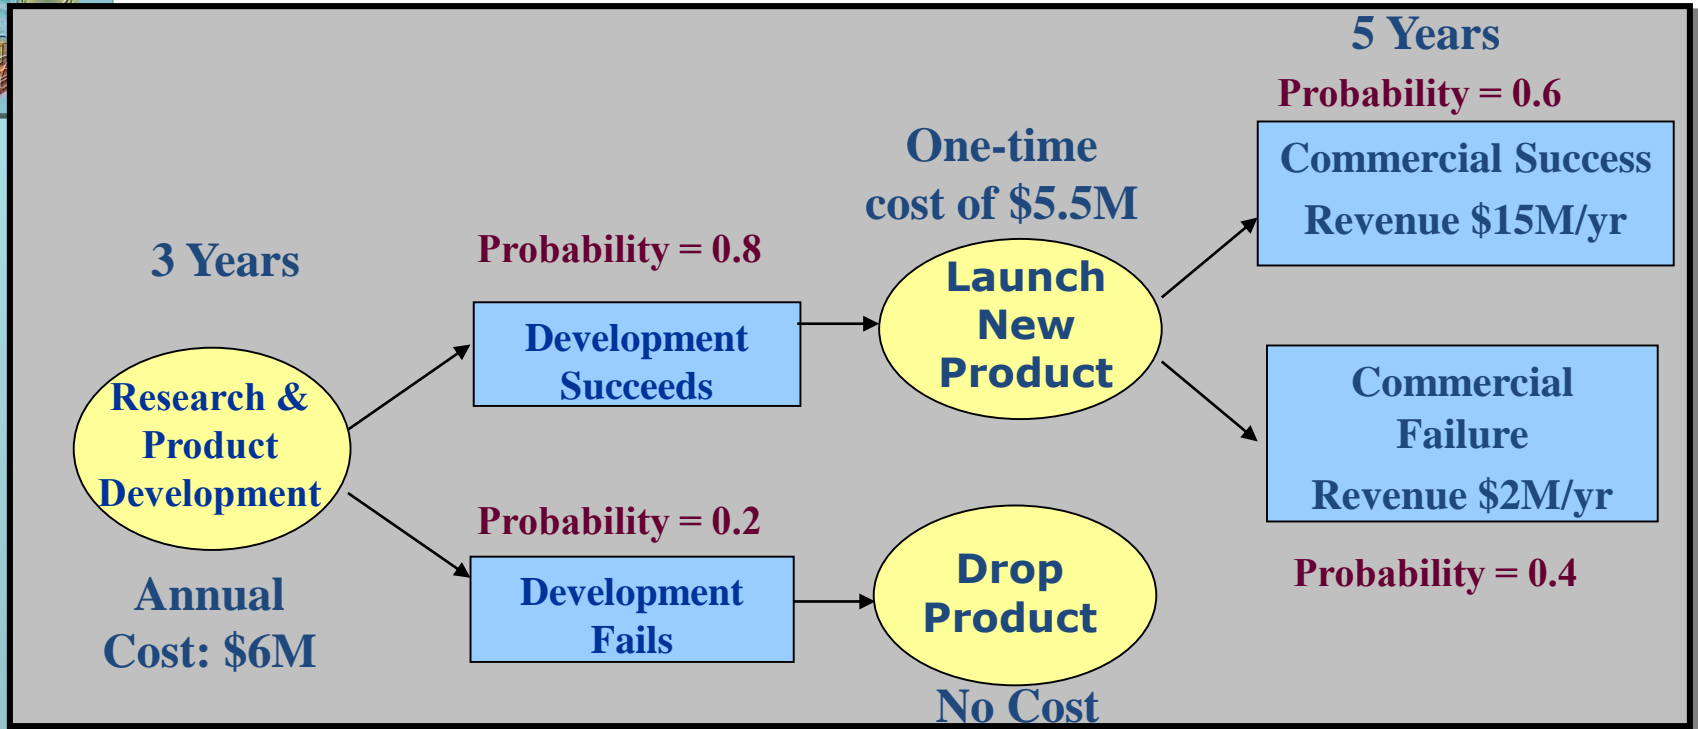 5 Years
Probability = 0.6
One-time
cost of $5.5M
Commercial Success
Revenue $15M/yr
3 Years
Probability = 0.8
Launch
New
Product
Development
Succeeds
Research &
Product
Development
Commercial
Failure
Revenue $2M/yr
Probability = 0.2
Probability = 0.4
Annual
Cost: $6M
Development
Fails
Drop
Product
No Cost